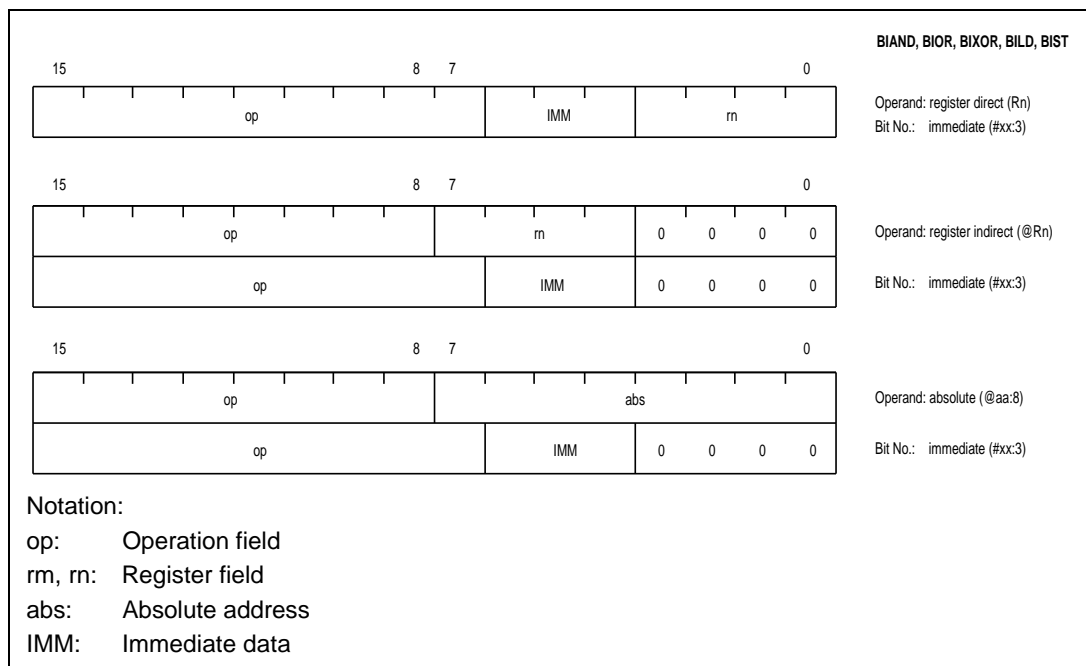 BIAND, BIOR, BIXOR, BILD, BIST
15 8 7 0
op IMM rn
Operand: register direct (Rn)
Bit No.: immediate (#xx:3)
15 8 7 0
op rn 0 0 0 0
Operand: register indirect (@Rn)
op IMM 0 0 0 0
Bit No.: immediate (#xx:3)
15 8 7 0
op abs
Operand: absolute (@aa:8)
op IMM 0 0 0 0
Bit No.: immediate (#xx:3)
Notation:
op: Operation field
rm, rn: Register field
abs: Absolute address
IMM: Immediate data